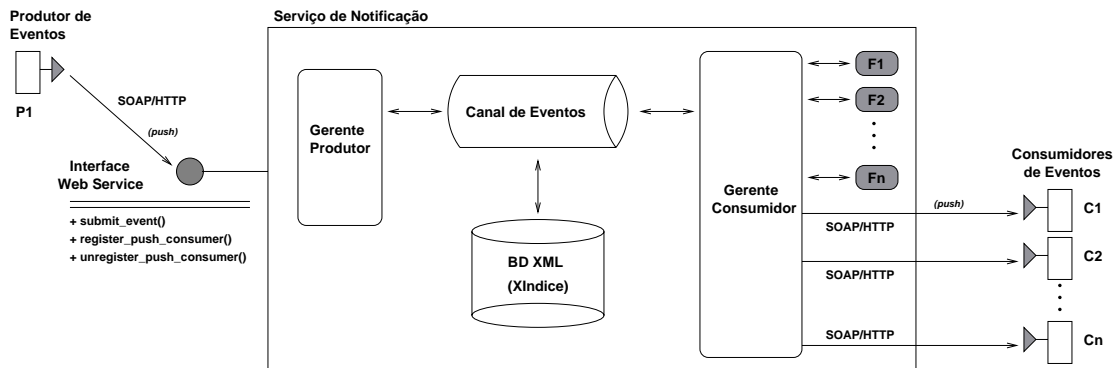 Produtor de
Eventos
P1
SOAP/HTTP
(push)
Interface
Web Service
+ submit_event()
+ register_push_consumer()
+ unregister_push_consumer()
Serviço de Notificação
Gerente
Produtor
Canal de Eventos
BD XML
(XIndice)
Gerente
Consumidor
F1
F2
Fn
(push)
SOAP/HTTP
SOAP/HTTP
SOAP/HTTP
Consumidores
de Eventos
C1
C2
Cn